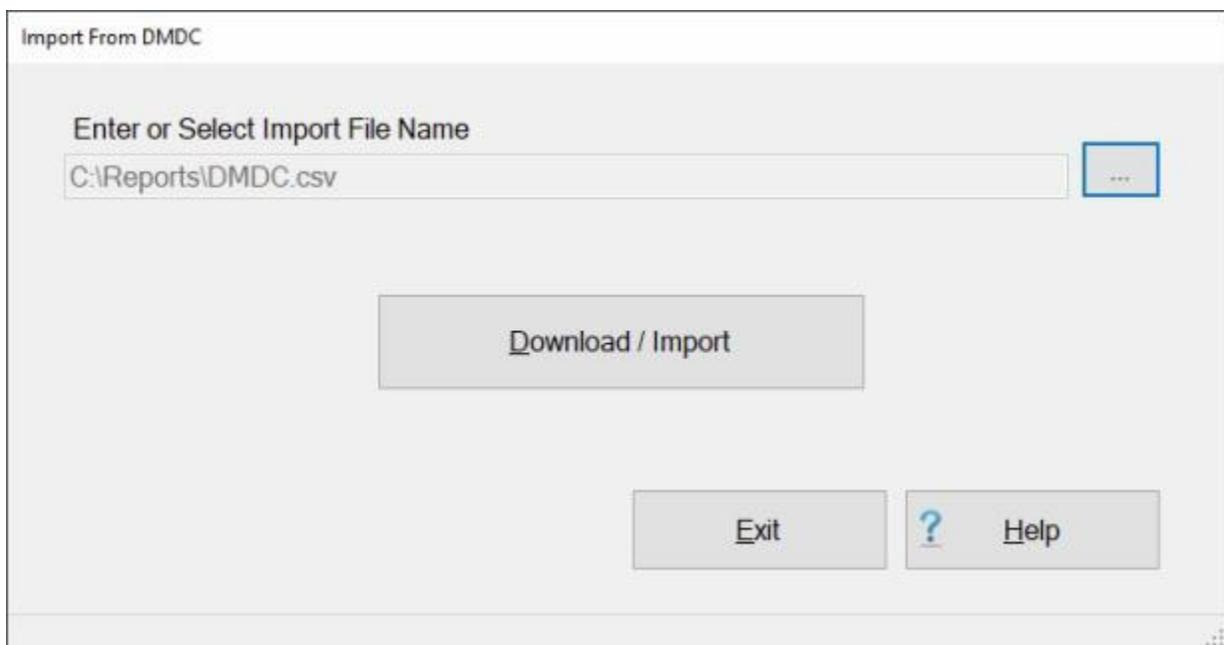 Import From DMDC
Enter or Select Import File Name
C:\Reports\DMDC.csv
...
Download / Import
Exit
? Help